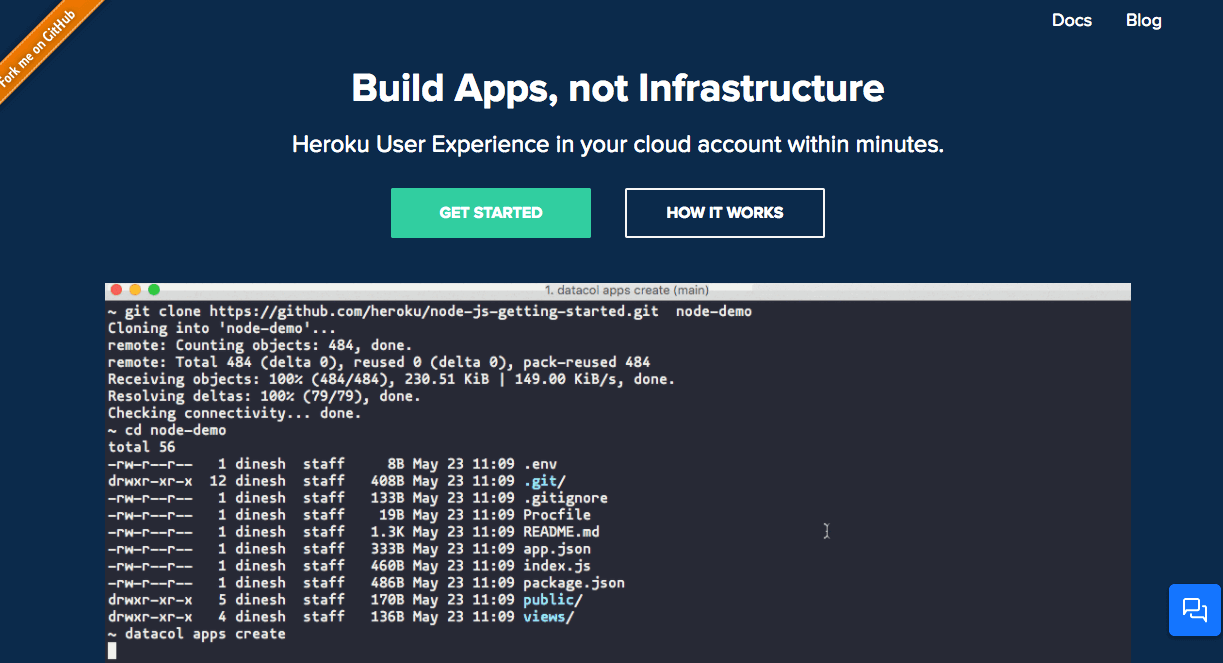 Fork me on GitHub
Docs Blog
Build Apps, not Infrastructure
Heroku User Experience in your cloud account within minutes.
GET STARTED HOW IT WORKS
1. datacol apps create (main)
~ git clone https://github.com/heroku/node-js-getting-started.git  node-demo
Cloning into 'node-demo'...
remote: Counting objects: 484, done.
remote: Total 484 (delta 0), reused 0 (delta 0), pack-reused 484
Receiving objects: 100% (484/484), 230.51 KiB | 149.00 KiB/s, done.
Resolving deltas: 100% (79/79), done.
Checking connectivity... done.
~ cd node-demo
total 56
-rw-r--r--   1 dinesh  staff     8B May 23 11:09 .env
drwxr-xr-x  12 dinesh  staff   408B May 23 11:09 .git/
-rw-r--r--   1 dinesh  staff   133B May 23 11:09 .gitignore
-rw-r--r--   1 dinesh  staff    19B May 23 11:09 Procfile
-rw-r--r--   1 dinesh  staff   1.3K May 23 11:09 README.md
-rw-r--r--   1 dinesh  staff   333B May 23 11:09 app.json
-rw-r--r--   1 dinesh  staff   460B May 23 11:09 index.js
-rw-r--r--   1 dinesh  staff   486B May 23 11:09 package.json
drwxr-xr-x   5 dinesh  staff   170B May 23 11:09 public/
drwxr-xr-x   4 dinesh  staff   136B May 23 11:09 views/
~ datacol apps create